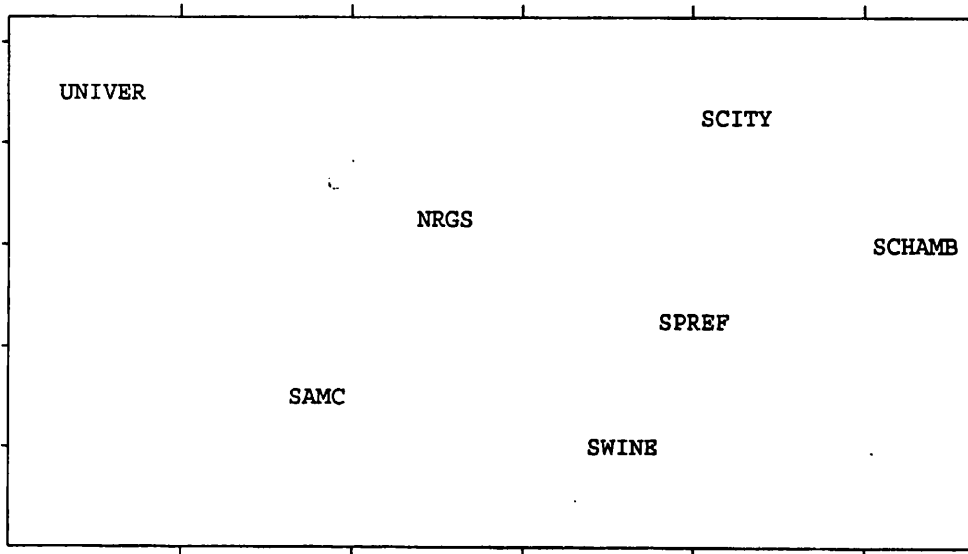 UNIVER
SCITY
NRGS
SCHAMB
SPREF
SAMC
SWINE